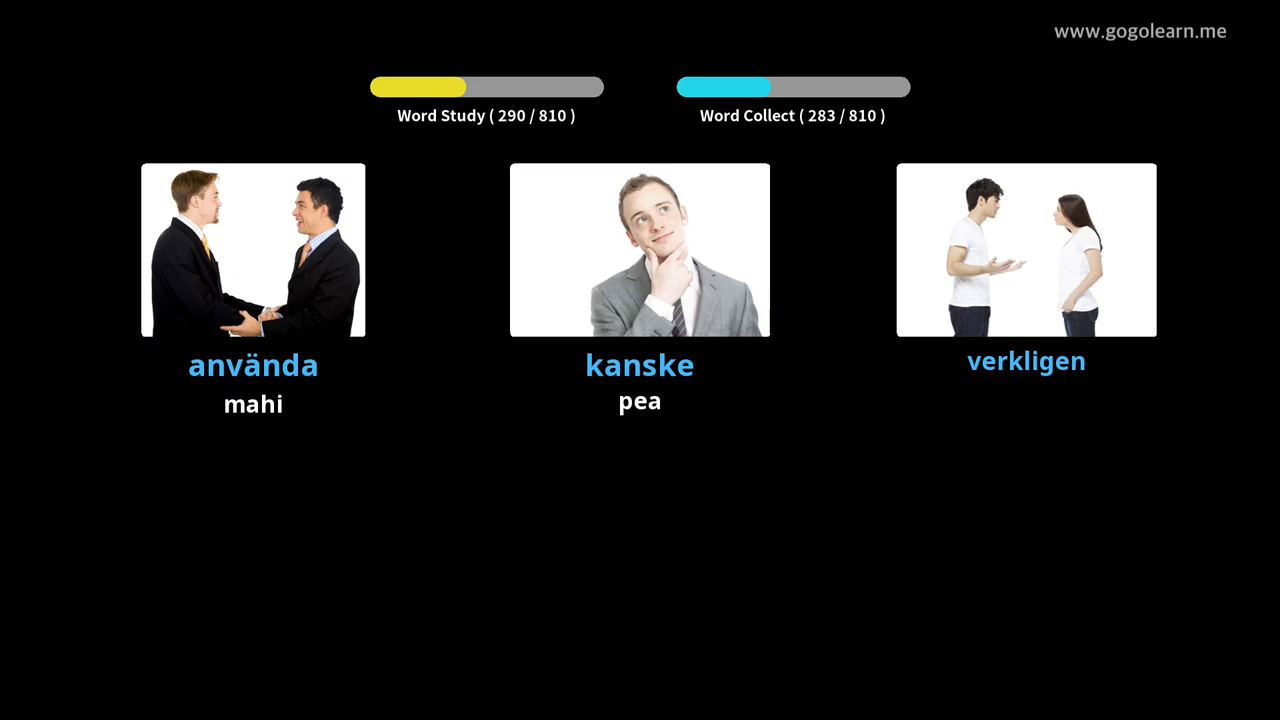 www.gogolearn.me
Word Study ( 290 / 810 )
Word Collect ( 283 / 810 )
använda
mahi
kanske
pea
verkligen